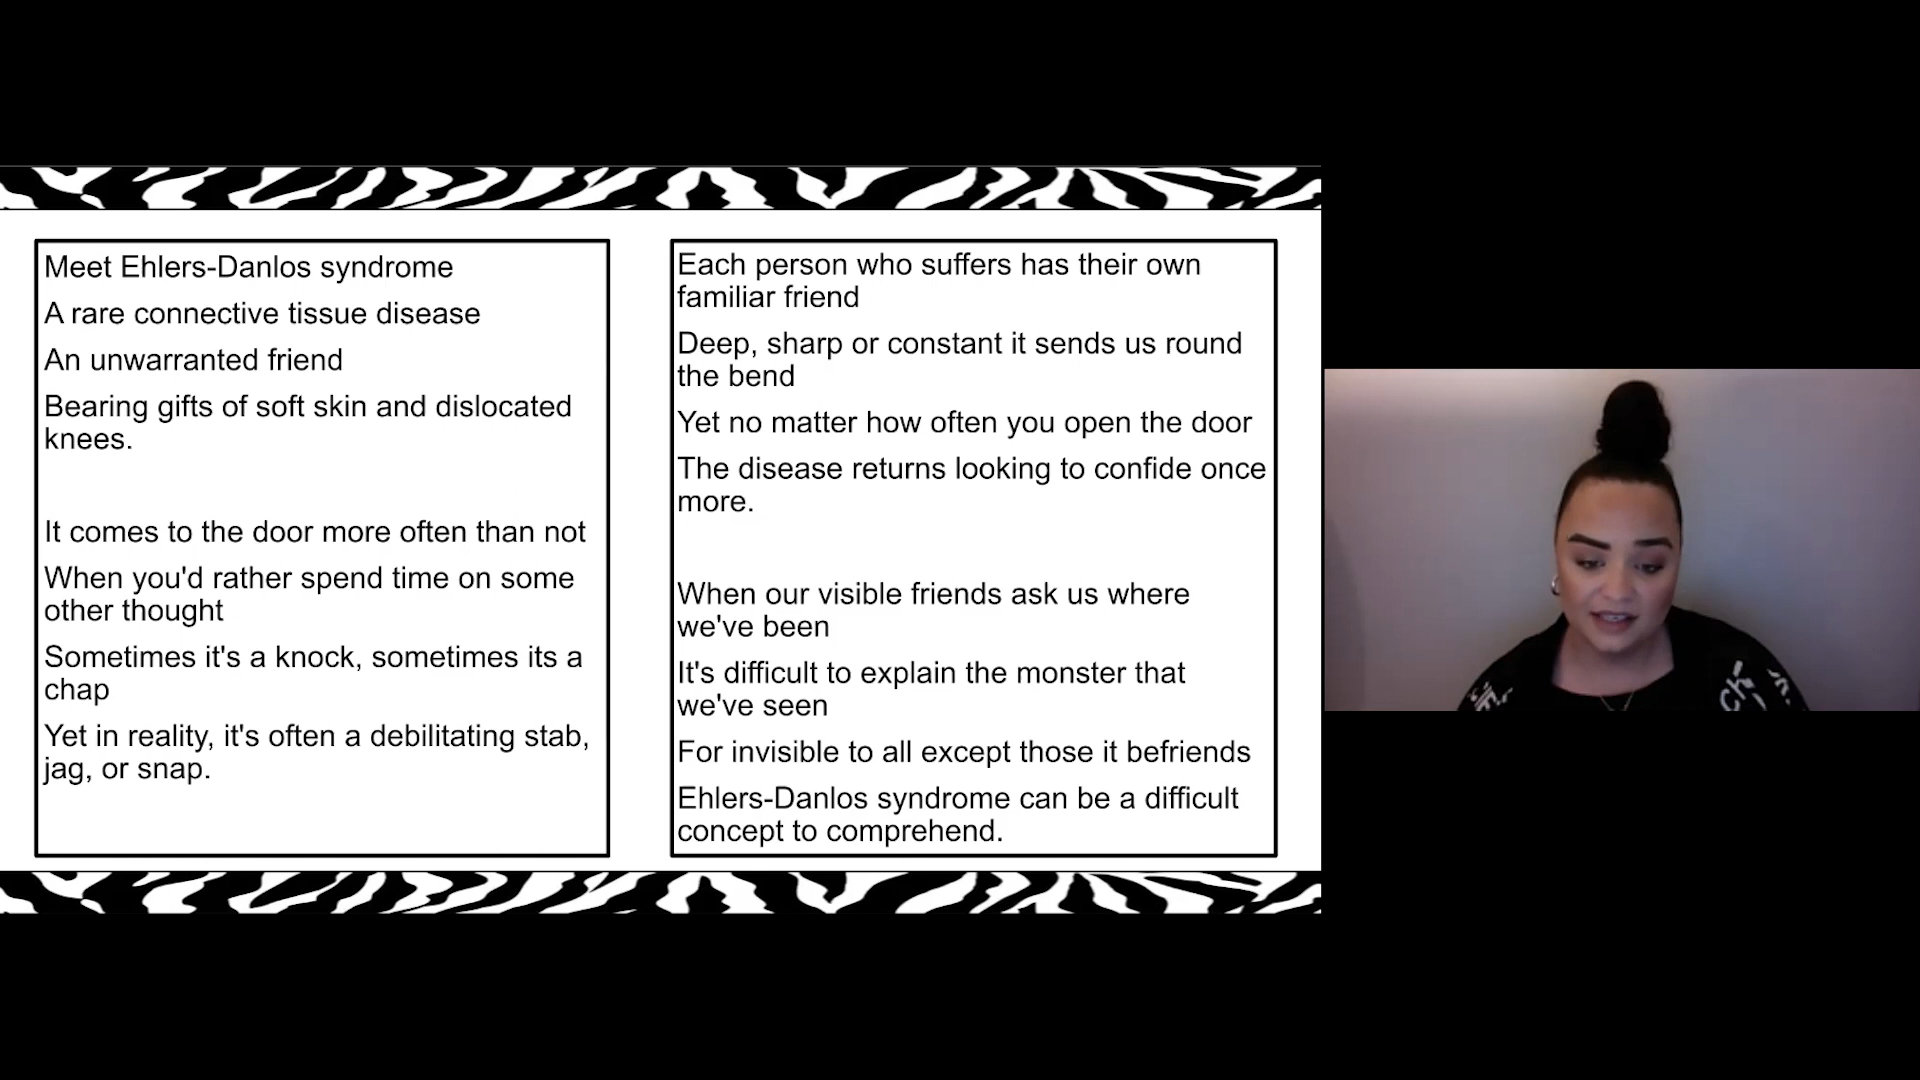 Meet Ehlers-Danlos syndrome
A rare connective tissue disease
An unwarranted friend
Bearing gifts of soft skin and dislocated
knees.
It comes to the door more often than not
When you'd rather spend time on some
other thought
Sometimes it's a knock, sometimes its a
chap
Yet in reality, it's often a debilitating stab,
jag, or snap.
Each person who suffers has their own
familiar friend
Deep, sharp or constant it sends us round
the bend
Yet no matter how often you open the door
The disease returns looking to confide once
more.
When our visible friends ask us where
we've been
It's difficult to explain the monster that
we've seen
For invisible to all except those it befriends
Ehlers-Danlos syndrome can be a difficult
concept to comprehend.